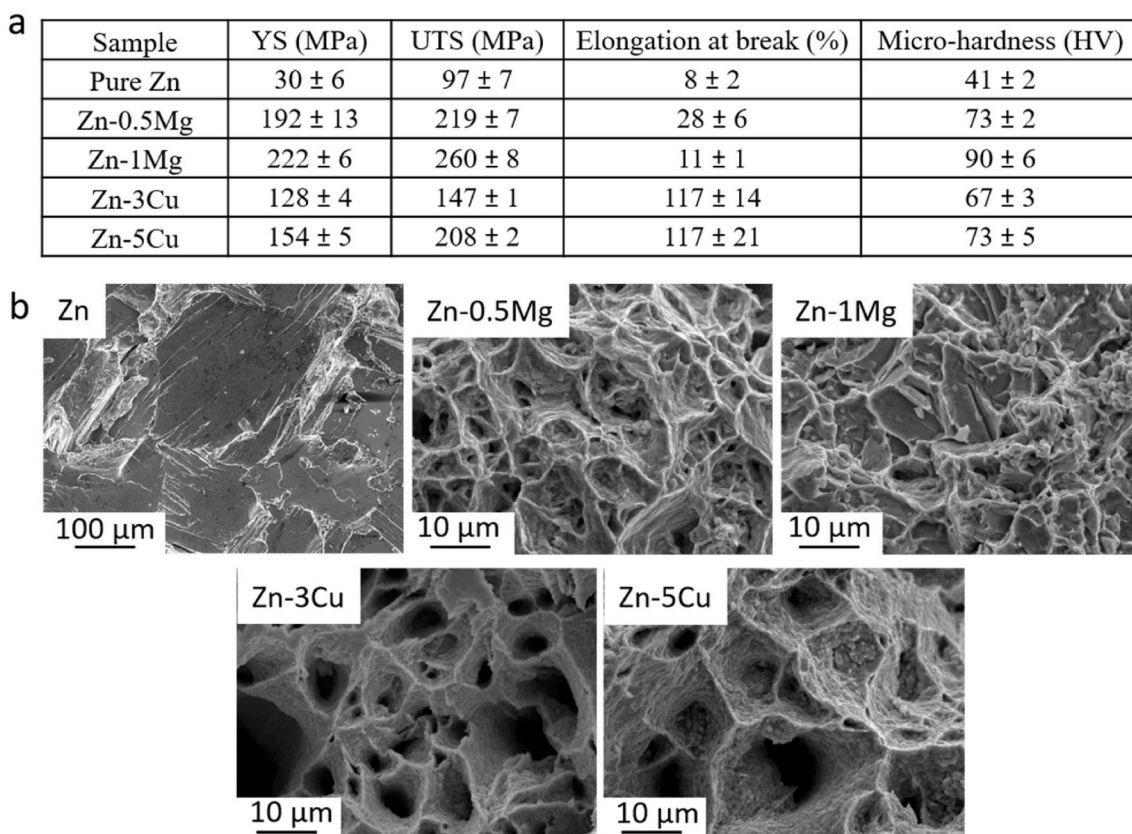 a
Sample YS (MPa) UTS (MPa) Elongation at break (%) Micro-hardness (HV)
Pure Zn 30 ± 6 97 ± 7 8 ± 2 41 ± 2
Zn-0.5Mg 192 ± 13 219 ± 7 28 ± 6 73 ± 2
Zn-1Mg 222 ± 6 260 ± 8 11 ± 1 90 ± 6
Zn-3Cu 128 ± 4 147 ± 1 117 ± 14 67 ± 3
Zn-5Cu 154 ± 5 208 ± 2 117 ± 21 73 ± 5
b
Zn Zn-0.5Mg Zn-1Mg
100 µm 10 µm 10 µm
Zn-3Cu Zn-5Cu
10 µm 10 µm